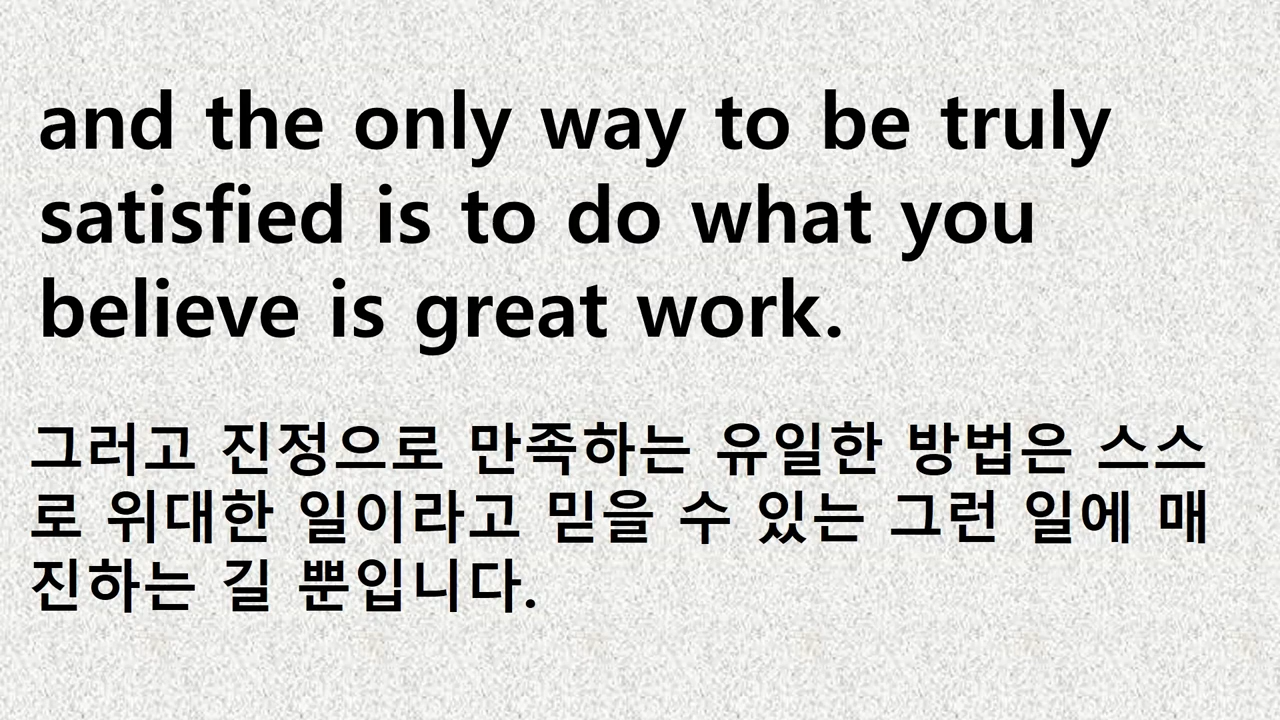 and the only way to be truly
satisfied is to do what you
believe is great work.
그러고 진정으로 만족하는 유일한 방법은 스스
로 위대한 일이라고 믿을 수 있는 그런 일에 매
진하는 길 뿐입니다.